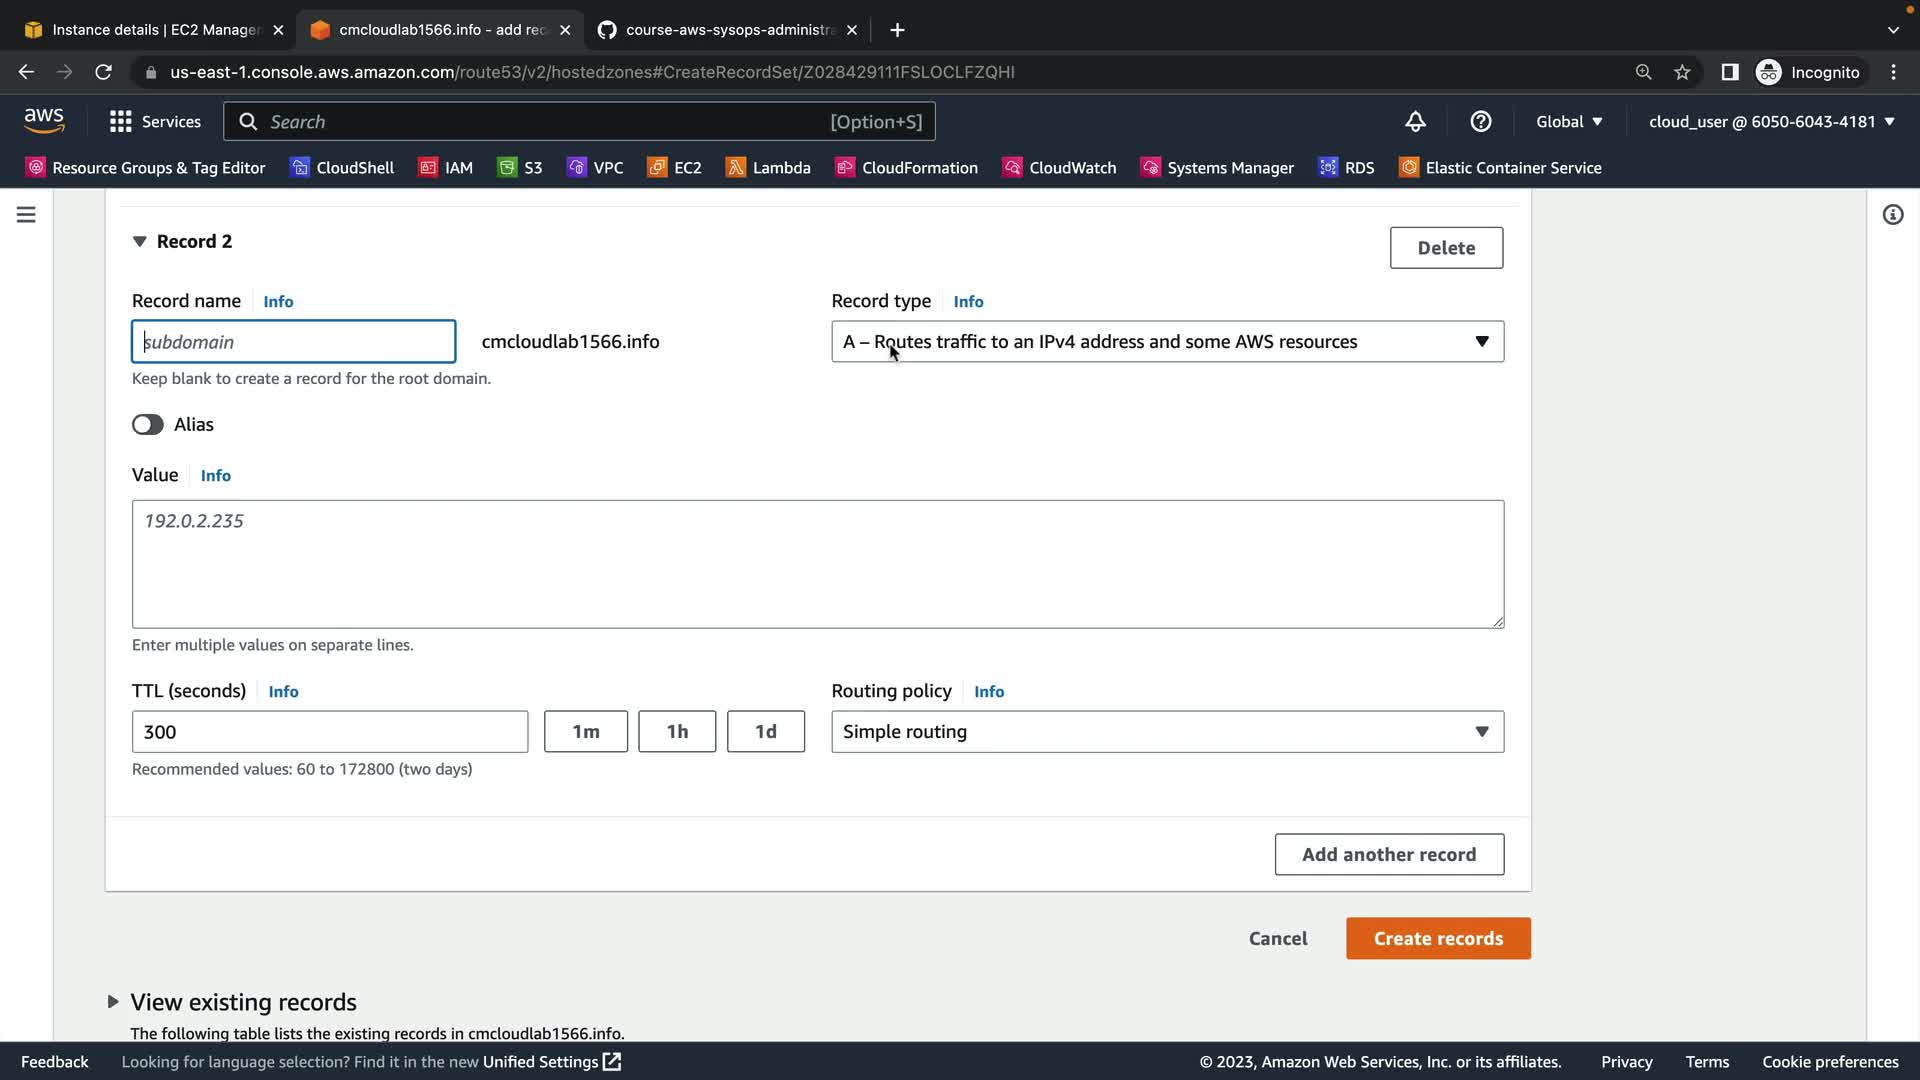 Instance details | EC2 Manager
cmcloudlab1566.info - add rec
course-aws-sysops-administra
us-east-1.console.aws.amazon.com/route53/v2/hostedzones#CreateRecordSet/Z028429111FSLOCLFZQHI
Incognito
aws
Services
Search
[Option+S]
Global
cloud_user @ 6050-6043-4181
Resource Groups & Tag Editor
CloudShell
IAM
S3
VPC
EC2
Lambda
CloudFormation
CloudWatch
Systems Manager
RDS
Elastic Container Service
Record 2
Delete
Record name Info
Record type Info
subdomain
cmcloudlab1566.info
A – Routes traffic to an IPv4 address and some AWS resources
Keep blank to create a record for the root domain.
Alias
Value Info
192.0.2.235
Enter multiple values on separate lines.
TTL (seconds) Info
Routing policy Info
300
1m
1h
1d
Simple routing
Recommended values: 60 to 172800 (two days)
Add another record
Cancel
Create records
View existing records
The following table lists the existing records in cmcloudlab1566.info.
Feedback
Looking for language selection? Find it in the new Unified Settings
© 2023, Amazon Web Services, Inc. or its affiliates.
Privacy
Terms
Cookie preferences